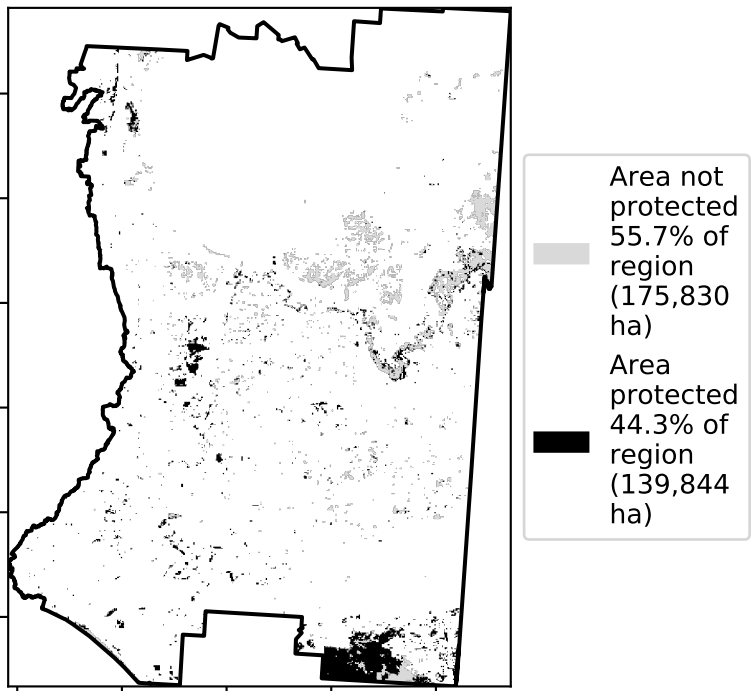 Area not
protected
55.7% of
region
(175,830
ha)
Area
protected
44.3% of
region
(139,844
ha)